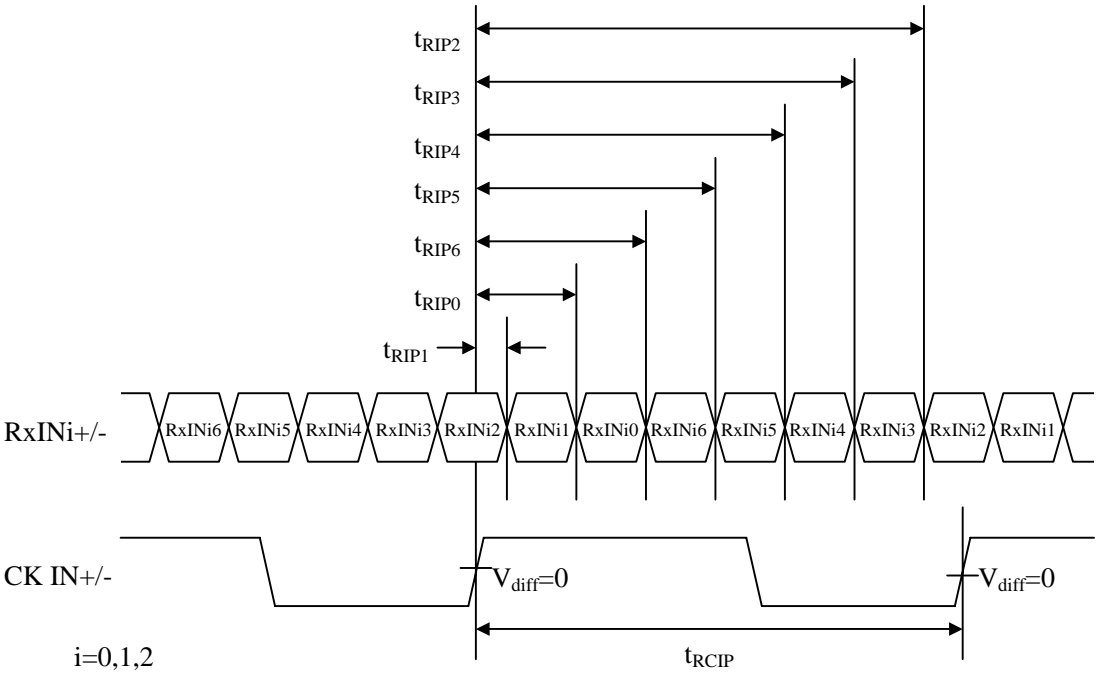 tRIP2
tRIP3
tRIP4
tRIP5
tRIP6
tRIP0
tRIP1
RxINi+/- RxINi6 RxINi5 RxINi4 RxINi3 RxINi2 RxINi1 RxINi0 RxINi6 RxINi5 RxINi4 RxINi3 RxINi2 RxINi1
CK IN+/- Vdiff=0 Vdiff=0
i=0,1,2 tRCIP